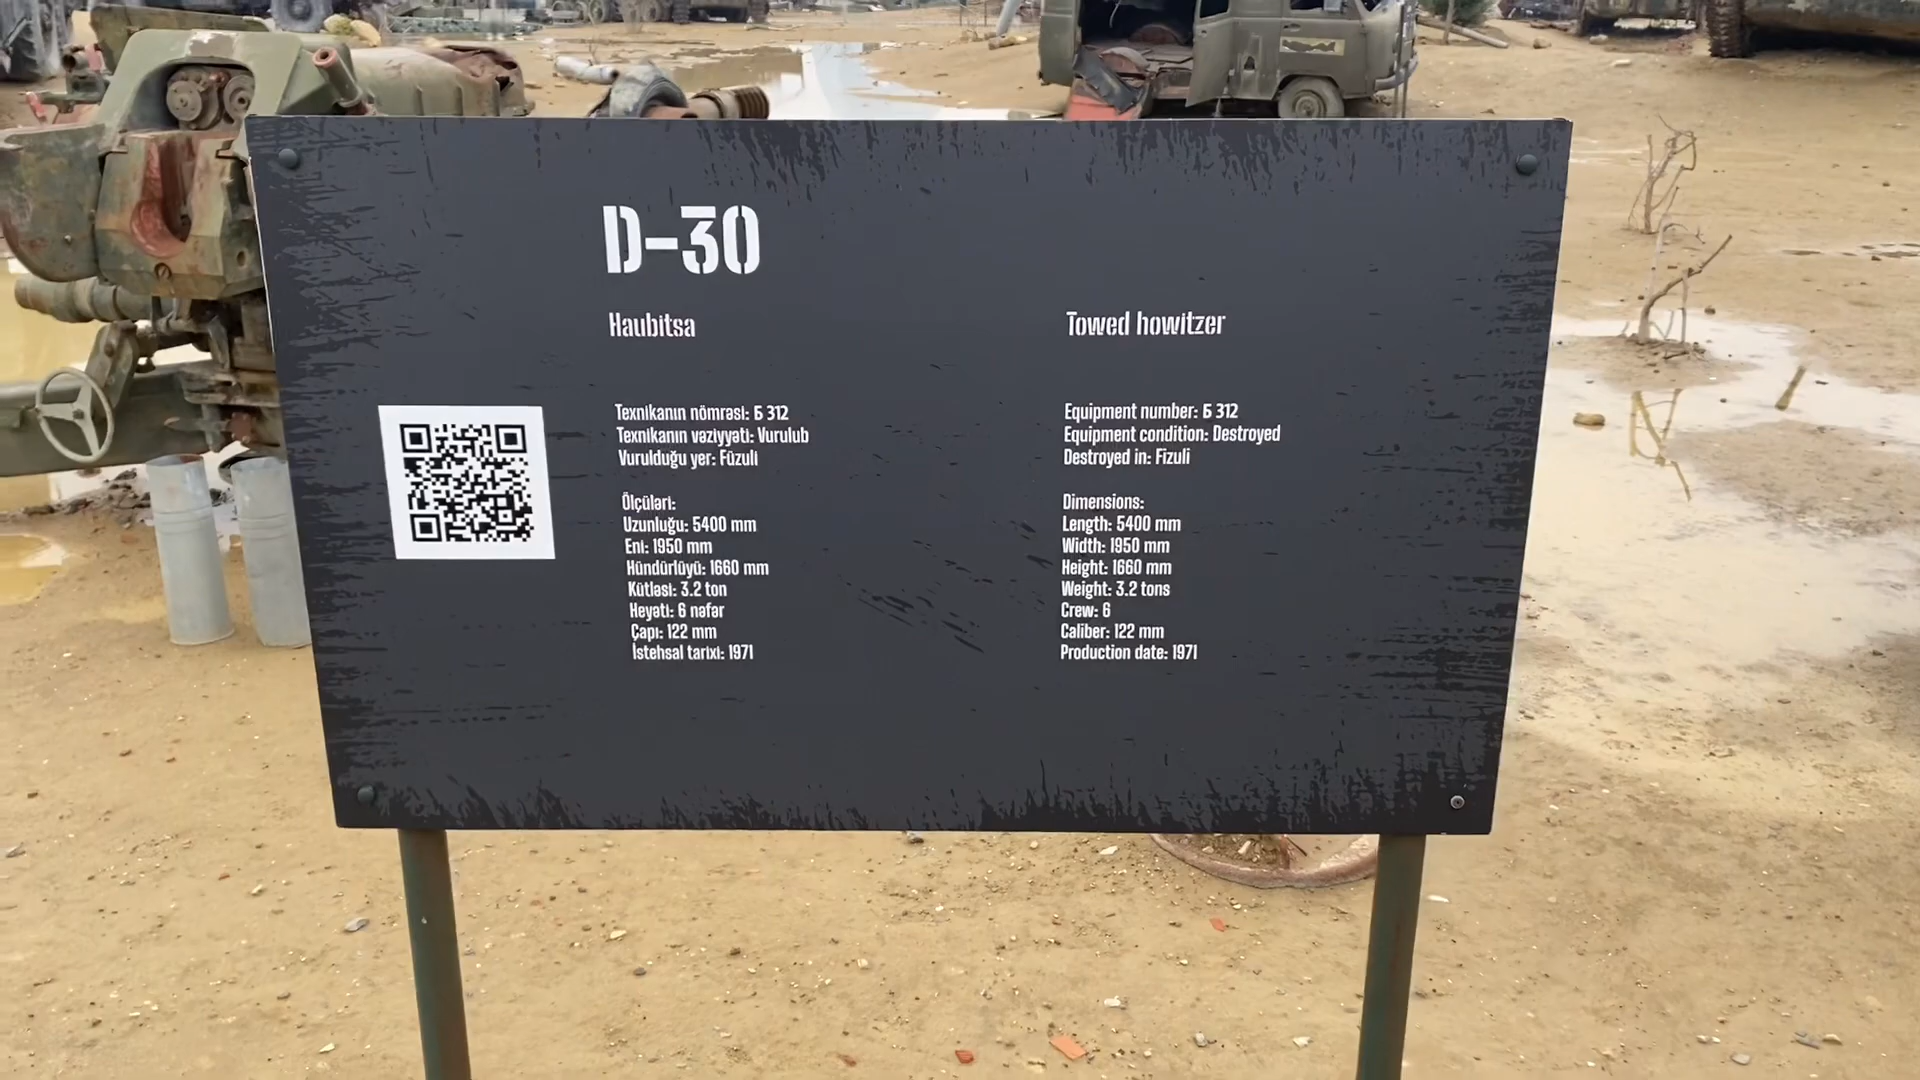 D-30
Haubitsa
Texnikanın nömrəsi: Б 312
Texnikanın vəziyyəti: Vurulub
Vurulduğu yer: Füzuli
Ölçüləri:
Uzunluğu: 5400 mm
Eni: 1950 mm
Hündürlüyü: 1660 mm
Kütləsi: 3.2 ton
Heyəti: 6 nəfər
Çapı: 122 mm
İstehsal tarixi: 1971
Towed howitzer
Equipment number: Б 312
Equipment condition: Destroyed
Destroyed in: Fizuli
Dimensions:
Length: 5400 mm
Width: 1950 mm
Height: 1660 mm
Weight: 3.2 tons
Crew: 6
Caliber: 122 mm
Production date: 1971